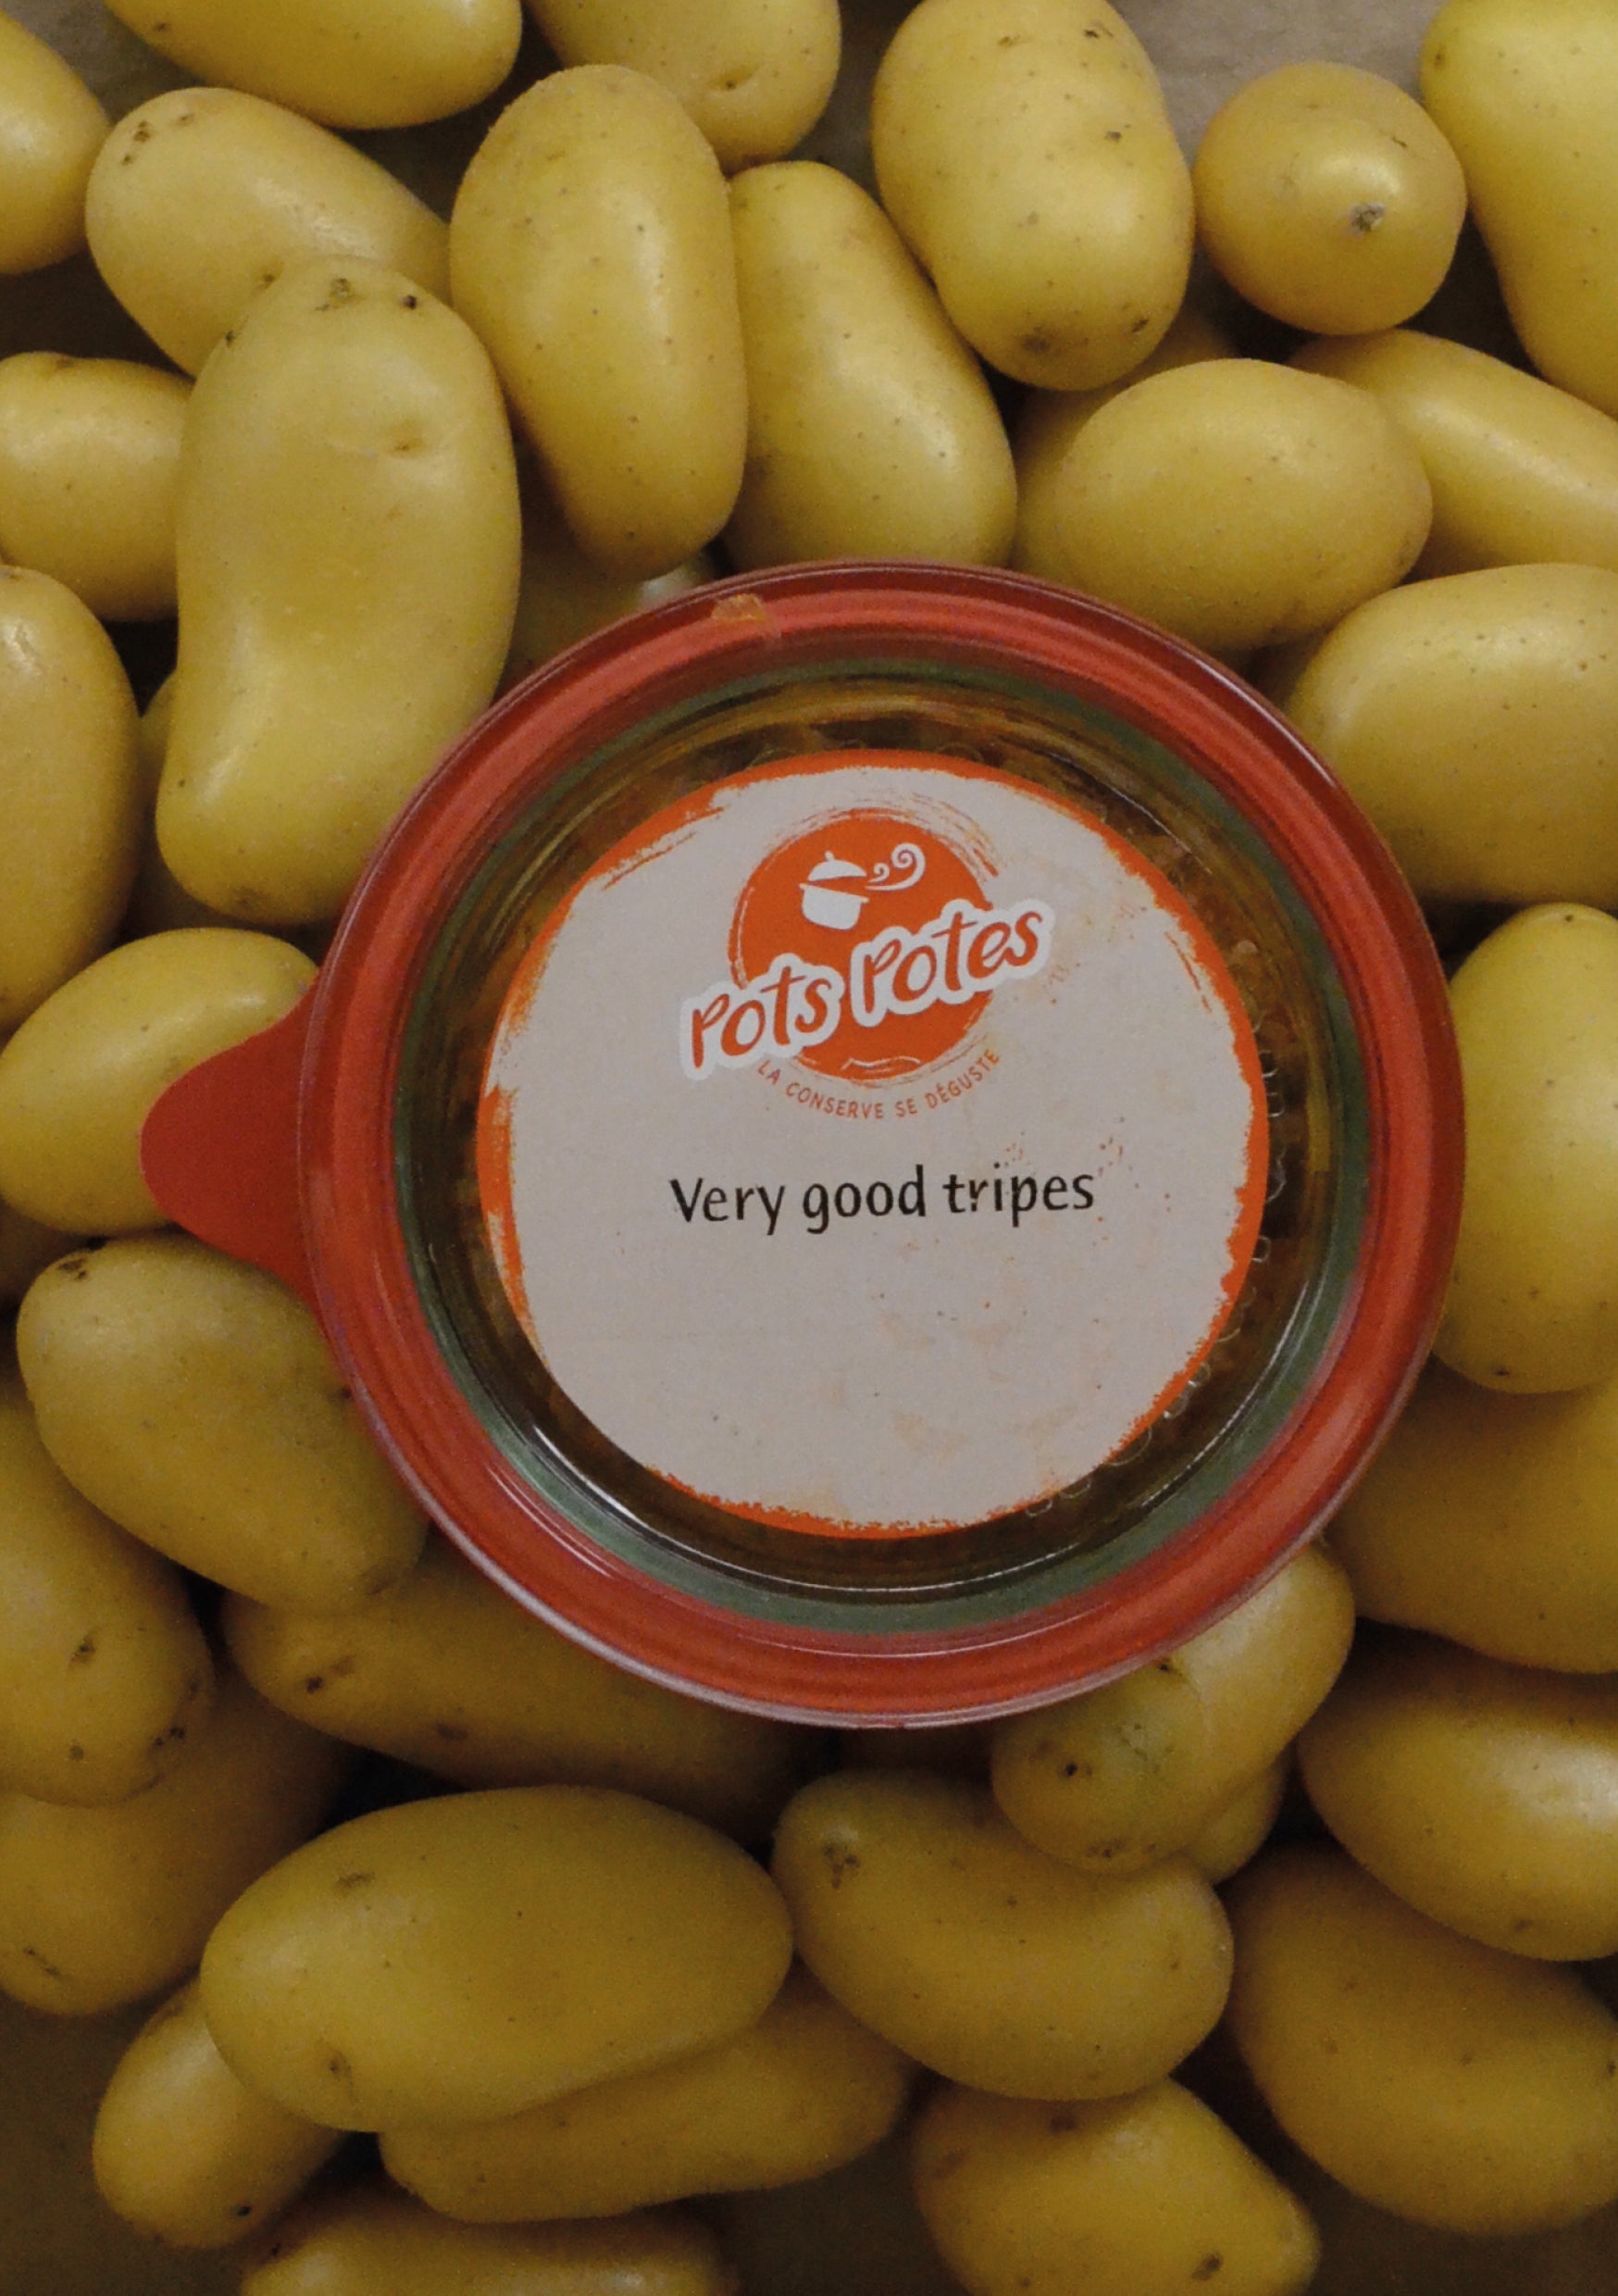 Pots Potes
LA CONSERVE SE DÉGUSTE
Very good tripes